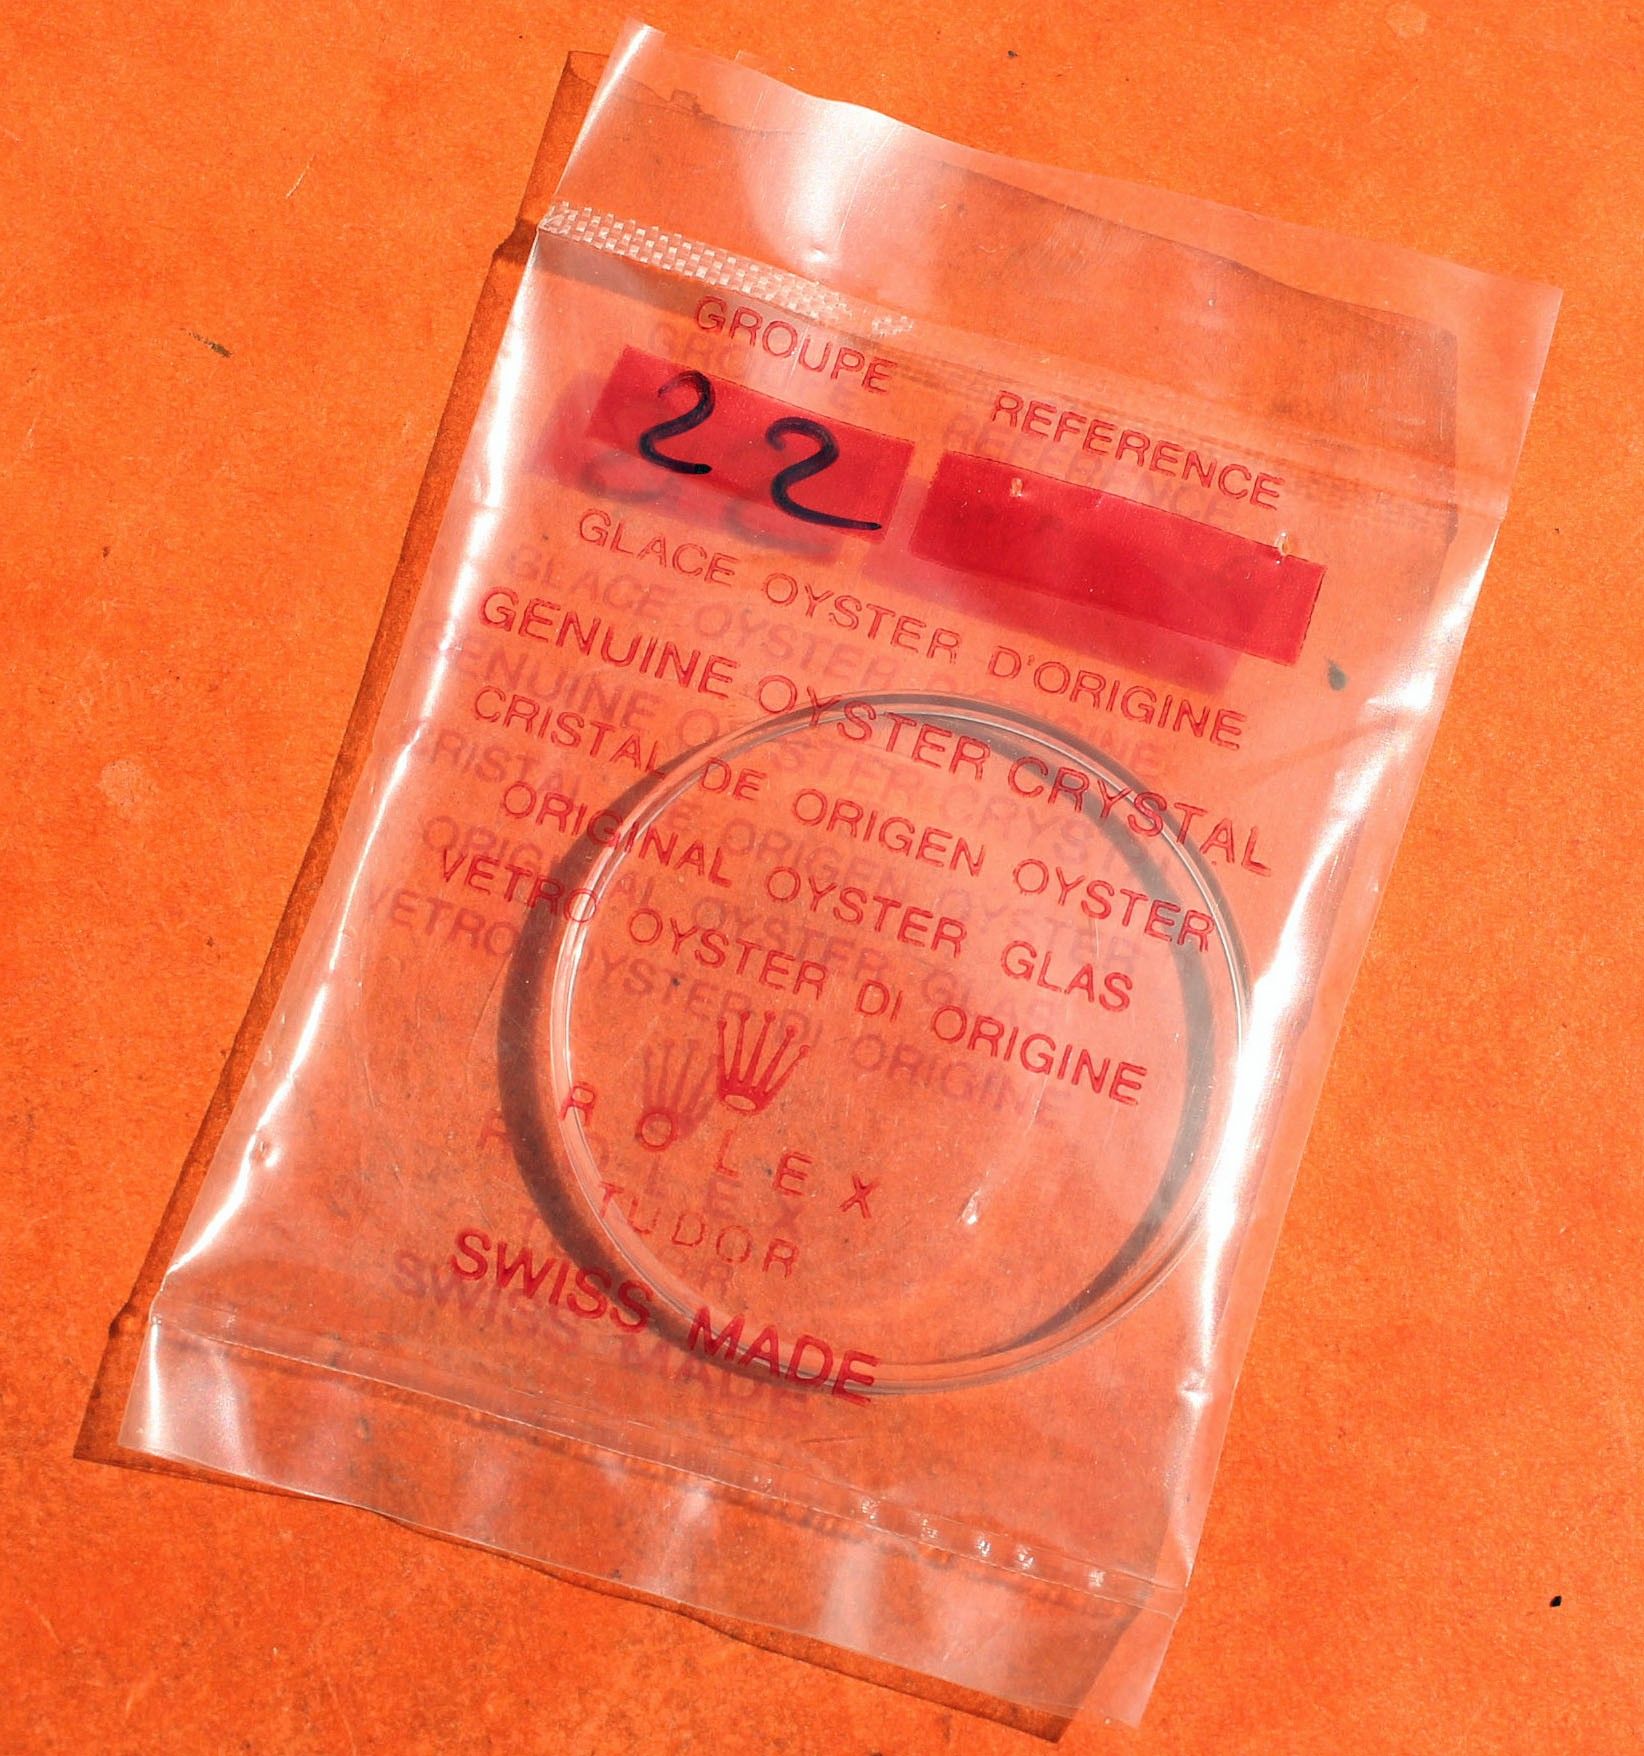 GROUPE REFERENCE
22
GLACE OYSTER D'ORIGINE
GENUINE OYSTER CRYSTAL
CRISTAL DE ORIGEN OYSTER
ORIGINAL OYSTER GLAS
VETRO OYSTER DI ORIGINE
ROLEX
TUDOR
SWISS MADE